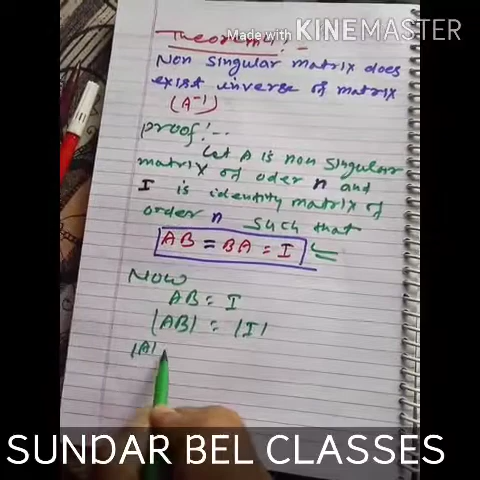 Made with KINEMASTER
Theorem!:-
Non singular matrix does
exist inverse of matrix
(A⁻¹)
proof!:-
Let A is non singular
matrix of oder n and
I is identity matrix of
order n such that
AB = BA = I
Now
AB = I
|AB| = |I|
|A|
SUNDAR BEL CLASSES